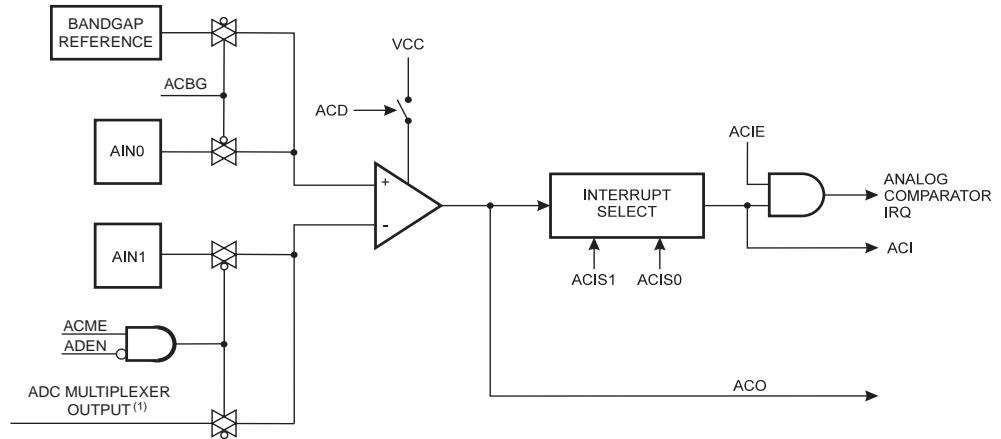 BANDGAP
REFERENCE
ACBG
AIN0
VCC
ACD
+
-
INTERRUPT
SELECT
ACIS1
ACIS0
ACIE
ANALOG
COMPARATOR
IRQ
ACI
AIN1
ACME
ADEN
ADC MULTIPLEXER
OUTPUT (1)
ACO